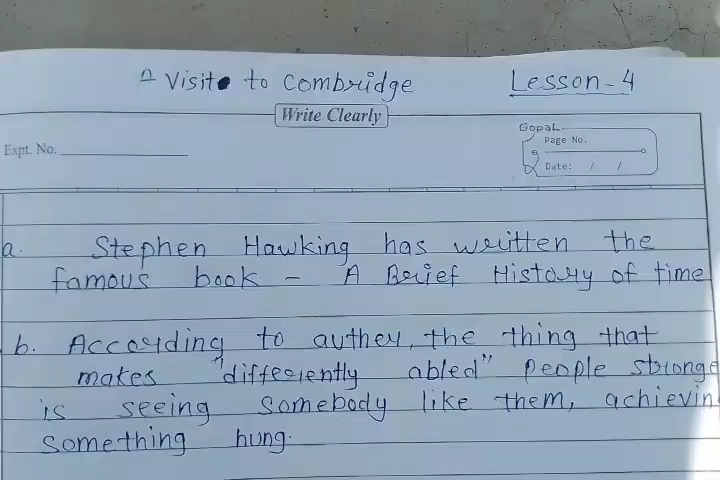 A Visit to Combridge Lesson - 4
Write Clearly
Expt. No.
Gopal
Page No.
Date: / /
a. Stephen Hawking has written the
famous book - A Brief History of time
b. According to auther, the thing that
makes "differently abled" people stronge
is seeing somebody like them, achievin
something hung.